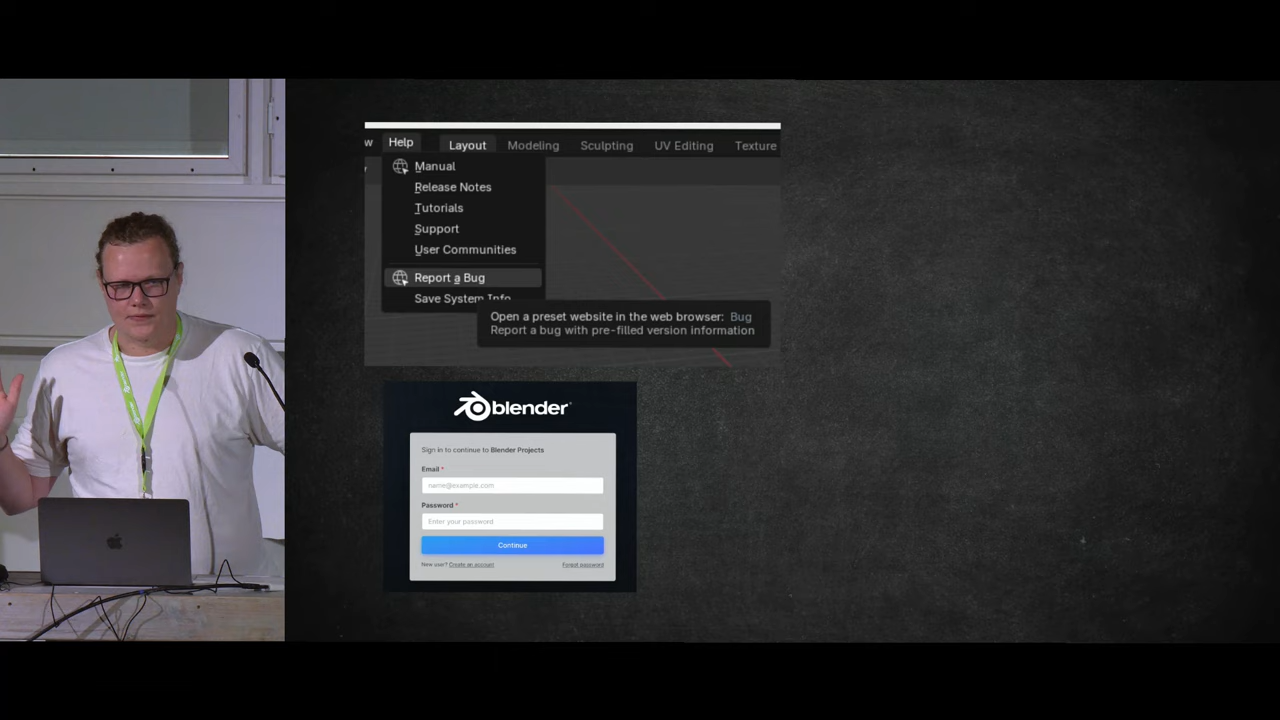 w Help Layout Modeling Sculpting UV Editing Texture
Manual
Release Notes
Tutorials
Support
User Communities
Report a Bug
Save System Info
Open a preset website in the web browser: Bug
Report a bug with pre-filled version information
blender
Sign in to continue to Blender Projects
Email *
name@example.com
Password *
Enter your password
Continue
New user? Create an account Forgot password